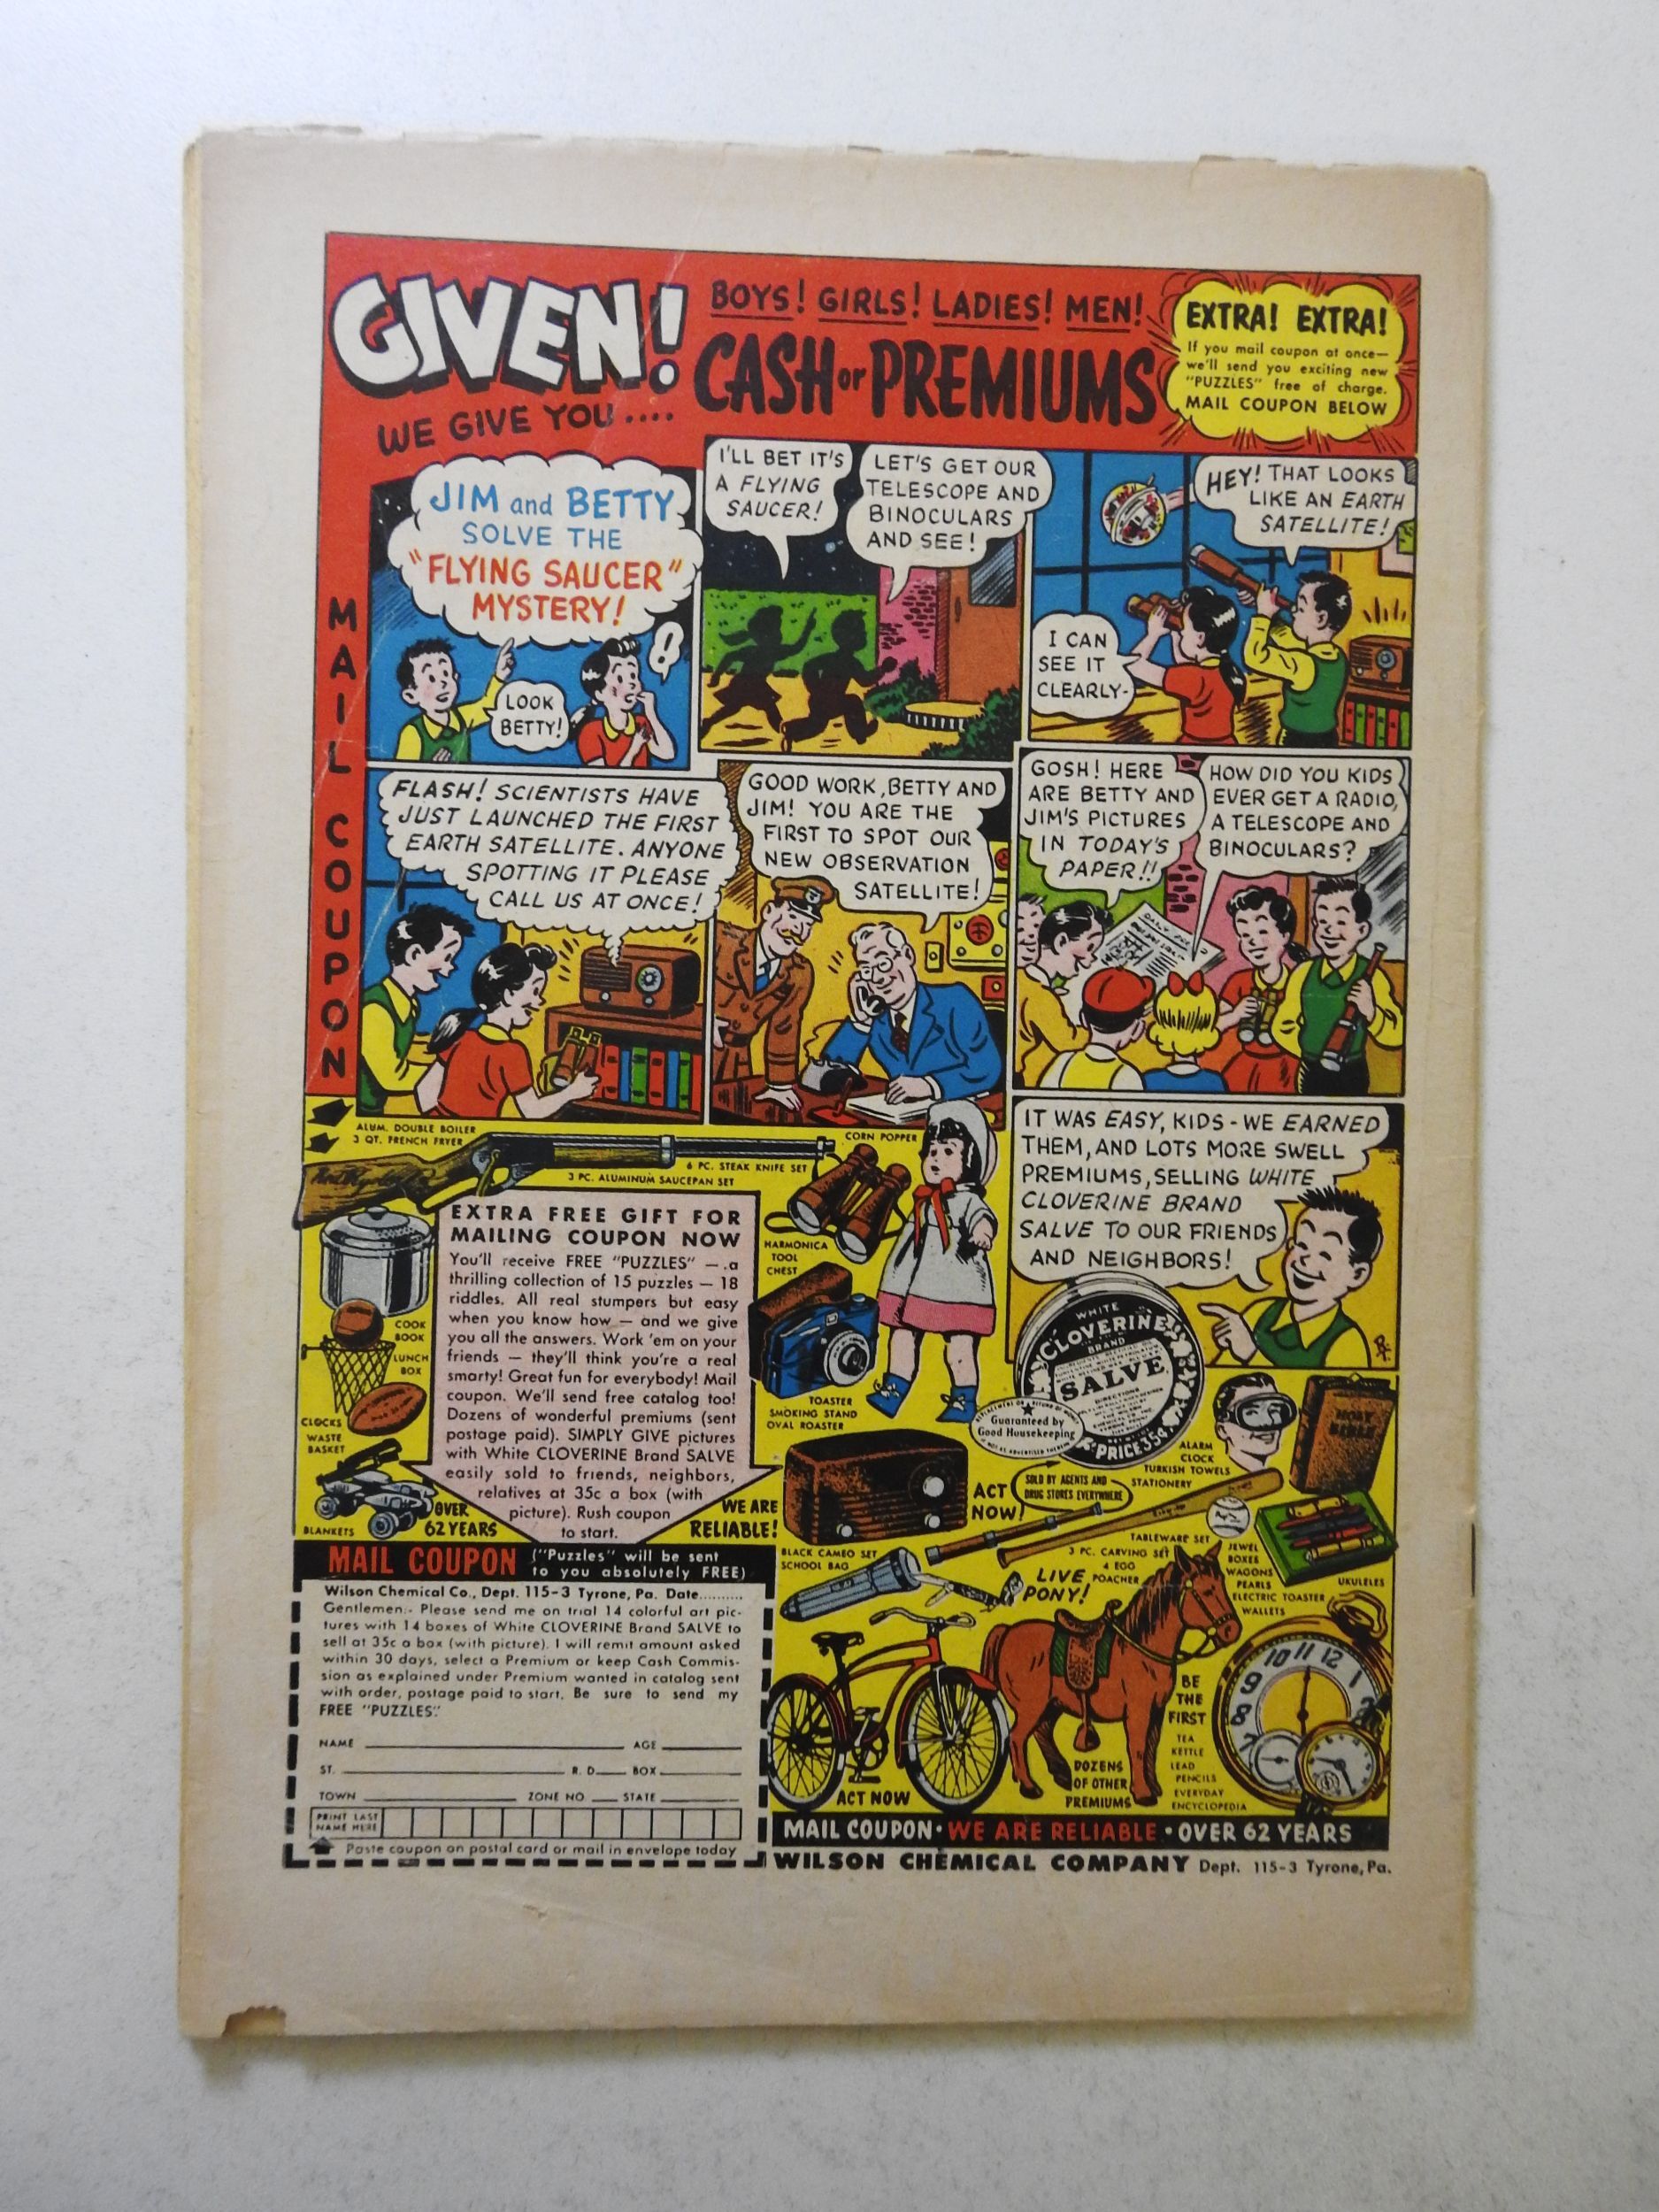 GIVEN!
WE GIVE YOU....
BOYS! GIRLS! LADIES! MEN!
CASH or PREMIUMS
EXTRA! EXTRA!
If you mail coupon at once—
we'll send you exciting new
"PUZZLES" free of charge.
MAIL COUPON BELOW
MAIL COUPON
JIM and BETTY
SOLVE THE
"FLYING SAUCER"
MYSTERY!
LOOK
BETTY!
!
I'LL BET IT'S
A FLYING
SAUCER!
LET'S GET OUR
TELESCOPE AND
BINOCULARS
AND SEE!
HEY! THAT LOOKS
LIKE AN EARTH
SATELLITE!
I CAN
SEE IT
CLEARLY-
FLASH! SCIENTISTS HAVE
JUST LAUNCHED THE FIRST
EARTH SATELLITE. ANYONE
SPOTTING IT PLEASE
CALL US AT ONCE!
GOOD WORK, BETTY AND
JIM! YOU ARE THE
FIRST TO SPOT OUR
NEW OBSERVATION
SATELLITE!
GOSH! HERE
ARE BETTY AND
JIM'S PICTURES
IN TODAY'S
PAPER!!
HOW DID YOU KIDS
EVER GET A RADIO,
A TELESCOPE AND
BINOCULARS?
IT WAS EASY, KIDS - WE EARNED
THEM, AND LOTS MORE SWELL
PREMIUMS, SELLING WHITE
CLOVERINE BRAND
SALVE TO OUR FRIENDS
AND NEIGHBORS!
ALUM. DOUBLE BOILER
3 QT. FRENCH FRYER
6 PC. STEAK KNIFE SET
3 PC. ALUMINUM SAUCEPAN SET
CORN POPPER
EXTRA FREE GIFT FOR
MAILING COUPON NOW
You'll receive FREE "PUZZLES" — a
thrilling collection of 15 puzzles — 18
riddles. All real stumpers but easy
when you know how — and we give
you all the answers. Work 'em on your
friends — they'll think you're a real
smarty! Great fun for everybody! Mail
coupon. We'll send free catalog too!
Dozens of wonderful premiums (sent
postage paid). SIMPLY GIVE pictures
with White CLOVERINE Brand SALVE
easily sold to friends, neighbors,
relatives at 35c a box (with
picture). Rush coupon
to start.
COOK
BOOK
LUNCH
BOX
CLOCKS
WASTE
BASKET
BLANKETS
OVER
62 YEARS
WE ARE
RELIABLE!
HARMONICA
TOOL
CHEST
TOASTER
SMOKING STAND
OVAL ROASTER
WHITE
CLOVERINE
BRAND
SALVE
DIRECTIONS
PRICE 35¢
Guaranteed by
Good Housekeeping
SOLD BY AGENTS AND
DRUG STORES EVERYWHERE
ACT
NOW!
ALARM
CLOCK
TURKISH TOWELS
STATIONERY
HOLY
BIBLE
TABLEWARE SET
3 PC. CARVING SET
4 EGG
POACHER
JEWEL
BOXES
WAGONS
PEARLS
ELECTRIC TOASTER
WALLETS
UKULELES
BLACK CAMEO SET
SCHOOL BAG
LIVE
PONY!
ACT NOW
DOZENS
OF OTHER
PREMIUMS
BE
THE
FIRST
TEA
KETTLE
LEAD
PENCILS
EVERYDAY
ENCYCLOPEDIA
MAIL COUPON ("Puzzles" will be sent
to you absolutely FREE)
Wilson Chemical Co., Dept. 115-3 Tyrone, Pa. Date..........
Gentlemen:- Please send me on trial 14 colorful art pic-
tures with 14 boxes of White CLOVERINE Brand SALVE to
sell at 35c a box (with picture). I will remit amount asked
within 30 days, select a Premium or keep Cash Commis-
sion as explained under Premium wanted in catalog sent
with order, postage paid to start. Be sure to send my
FREE "PUZZLES".
NAME AGE
ST. R. D. BOX
TOWN ZONE NO STATE
PRINT LAST
NAME HERE
Paste coupon on postal card or mail in envelope today
MAIL COUPON • WE ARE RELIABLE • OVER 62 YEARS
WILSON CHEMICAL COMPANY Dept. 115-3 Tyrone, Pa.